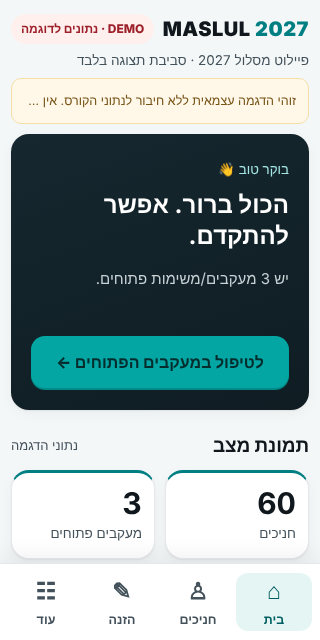 MASLUL 2027
DEMO · נתונים לדוגמה
פיילוט מסלול 2027 · סביבת תצוגה בלבד
זוהי הדגמה עצמאית ללא חיבור לנתוני הקורס. אין ...
בוקר טוב 👋
הכול ברור. אפשר
להתקדם.
יש 3 מעקבים/משימות פתוחים.
לטיפול במעקבים הפתוחים ←
תמונת מצב
נתוני הדגמה
60
חניכים
3
מעקבים פתוחים
בית
חניכים
הזנה
עוד